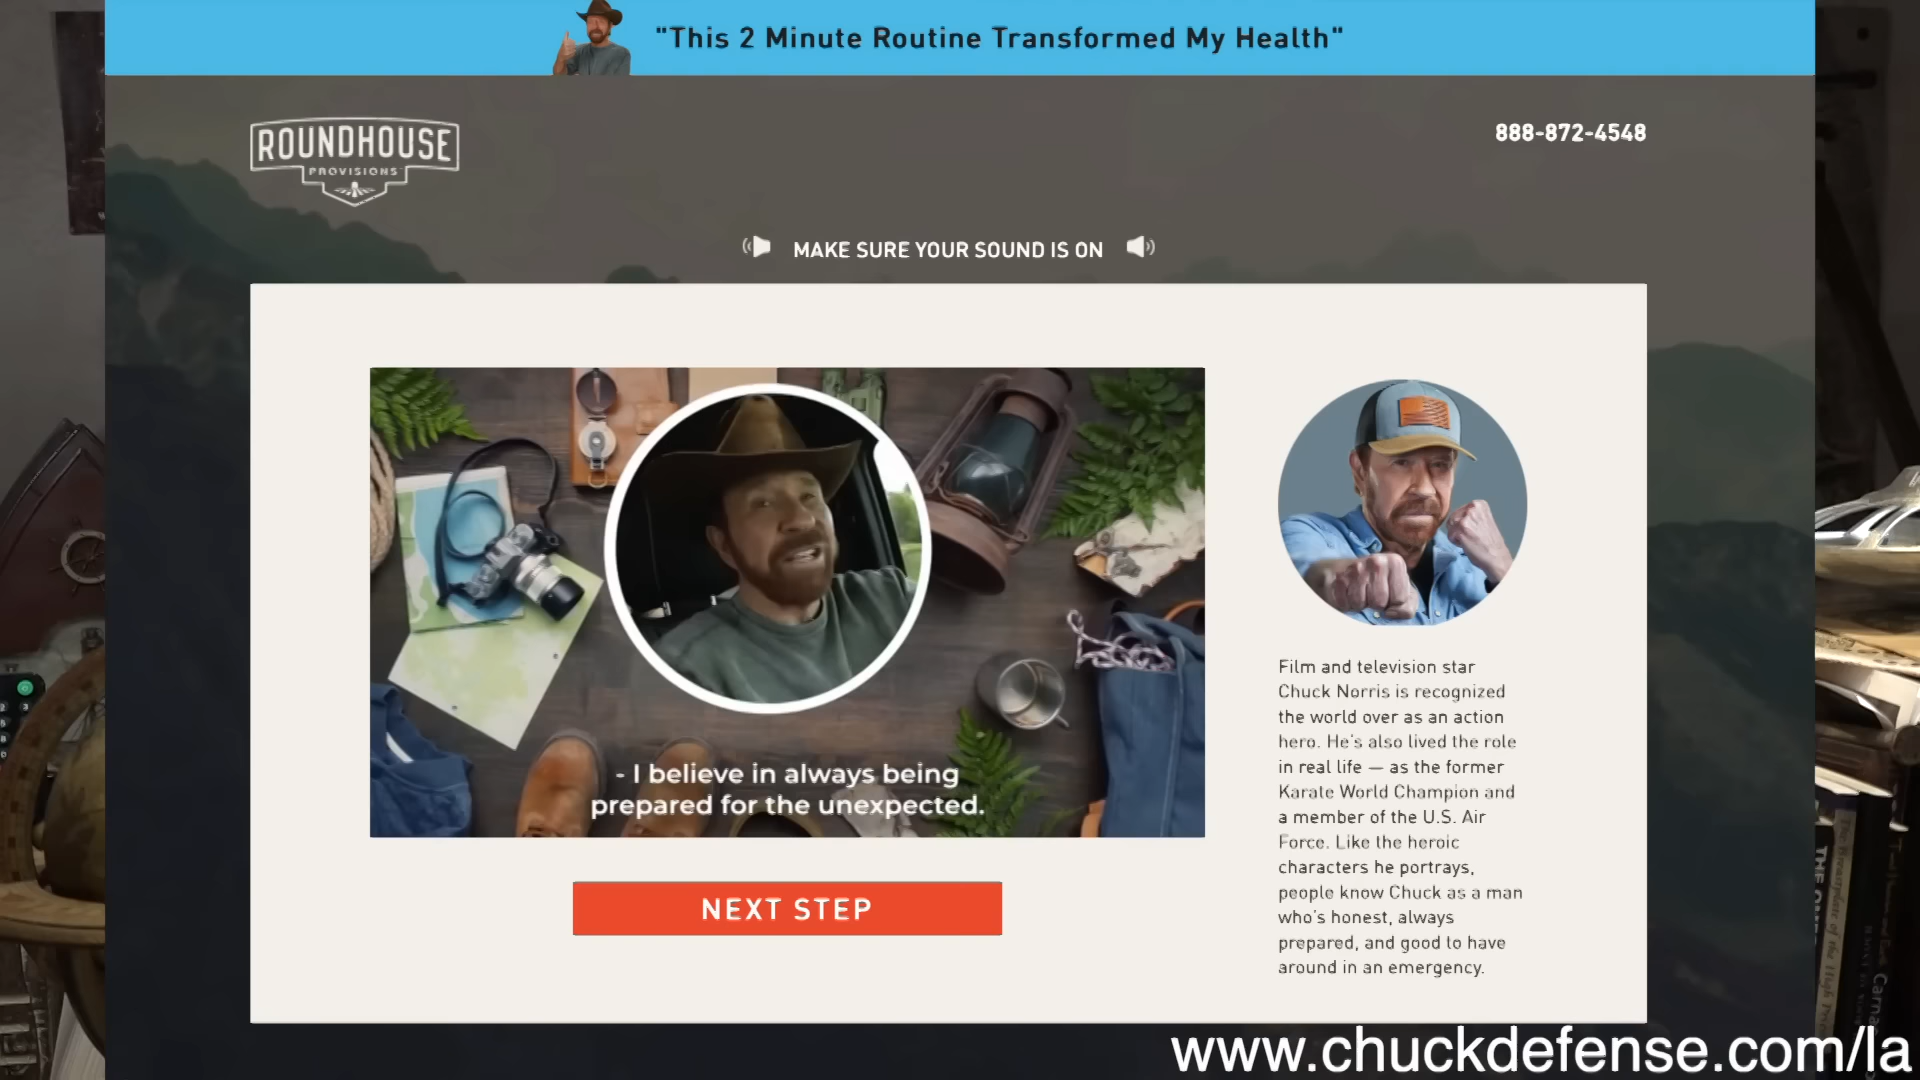 "This 2 Minute Routine Transformed My Health"
ROUNDHOUSE
PROVISIONS
888-872-4548
MAKE SURE YOUR SOUND IS ON
- I believe in always being
prepared for the unexpected.
NEXT STEP
Film and television star
Chuck Norris is recognized
the world over as an action
hero. He's also lived the role
in real life — as the former
Karate World Champion and
a member of the U.S. Air
Force. Like the heroic
characters he portrays,
people know Chuck as a man
who's honest, always
prepared, and good to have
around in an emergency.
www.chuckdefense.com/la